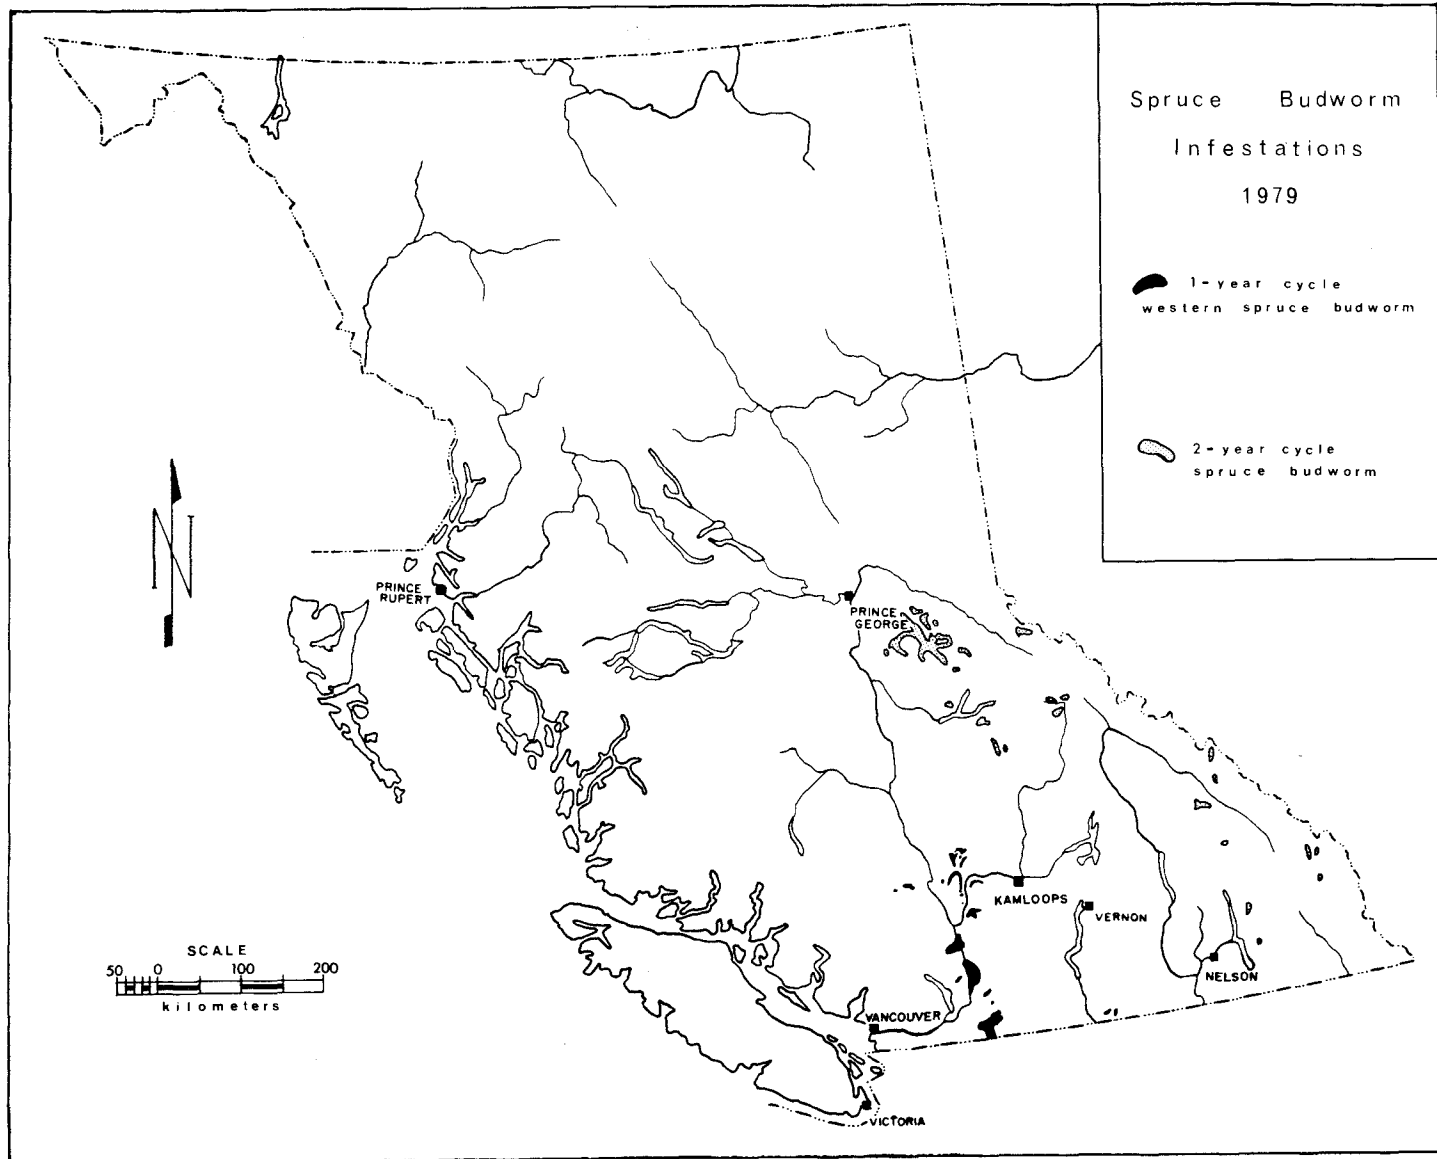 Spruce Budworm
Infestations
1979
1-year cycle
western spruce budworm
2-year cycle
spruce budworm
N
PRINCE
RUPERT
PRINCE
GEORGE
KAMLOOPS
VERNON
NELSON
VANCOUVER
VICTORIA
SCALE
50 0 100 200
kilometers